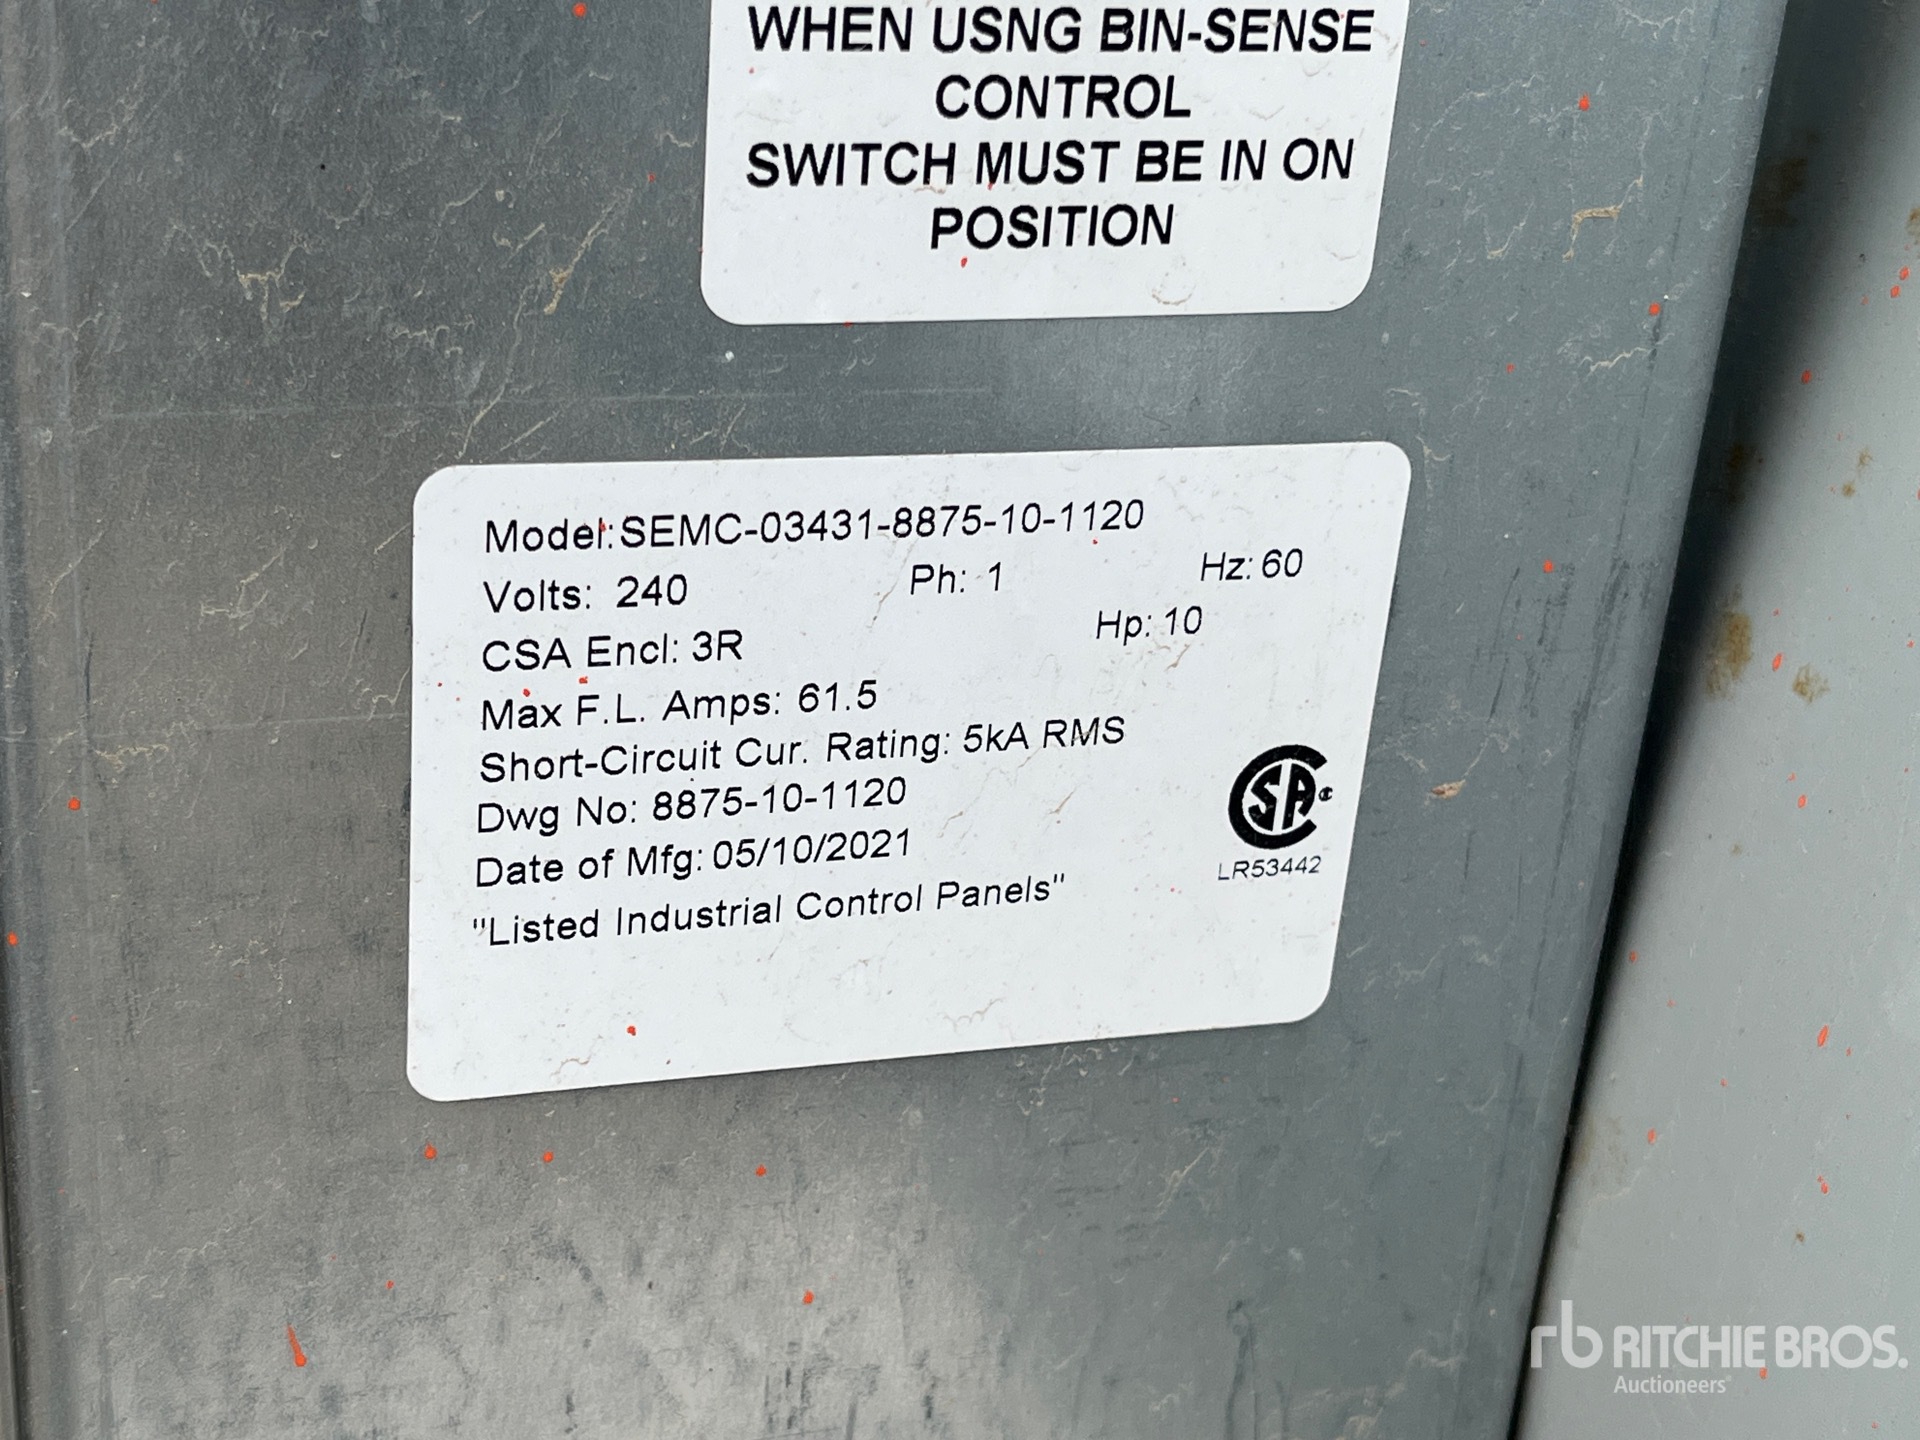 WHEN USNG BIN-SENSE
CONTROL
SWITCH MUST BE IN ON
POSITION
Model:SEMC-03431-8875-10-1120
Volts: 240 Ph: 1 Hz: 60
CSA Encl: 3R Hp: 10
Max F.L. Amps: 61.5
Short-Circuit Cur. Rating: 5kA RMS
Dwg No: 8875-10-1120
Date of Mfg: 05/10/2021
"Listed Industrial Control Panels"
CSA
LR53442
rb RITCHIE BROS.
Auctioneers